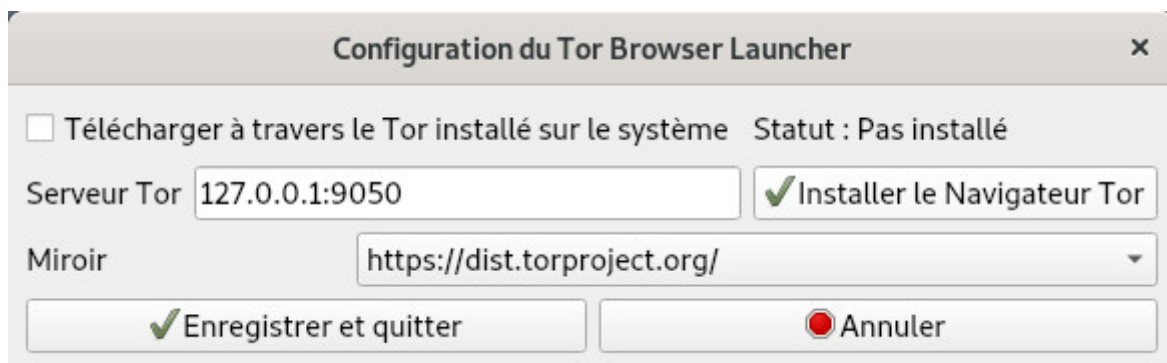 Configuration du Tor Browser Launcher
Télécharger à travers le Tor installé sur le système Statut : Pas installé
Serveur Tor 127.0.0.1:9050 Installer le Navigateur Tor
Miroir https://dist.torproject.org/
Enregistrer et quitter Annuler